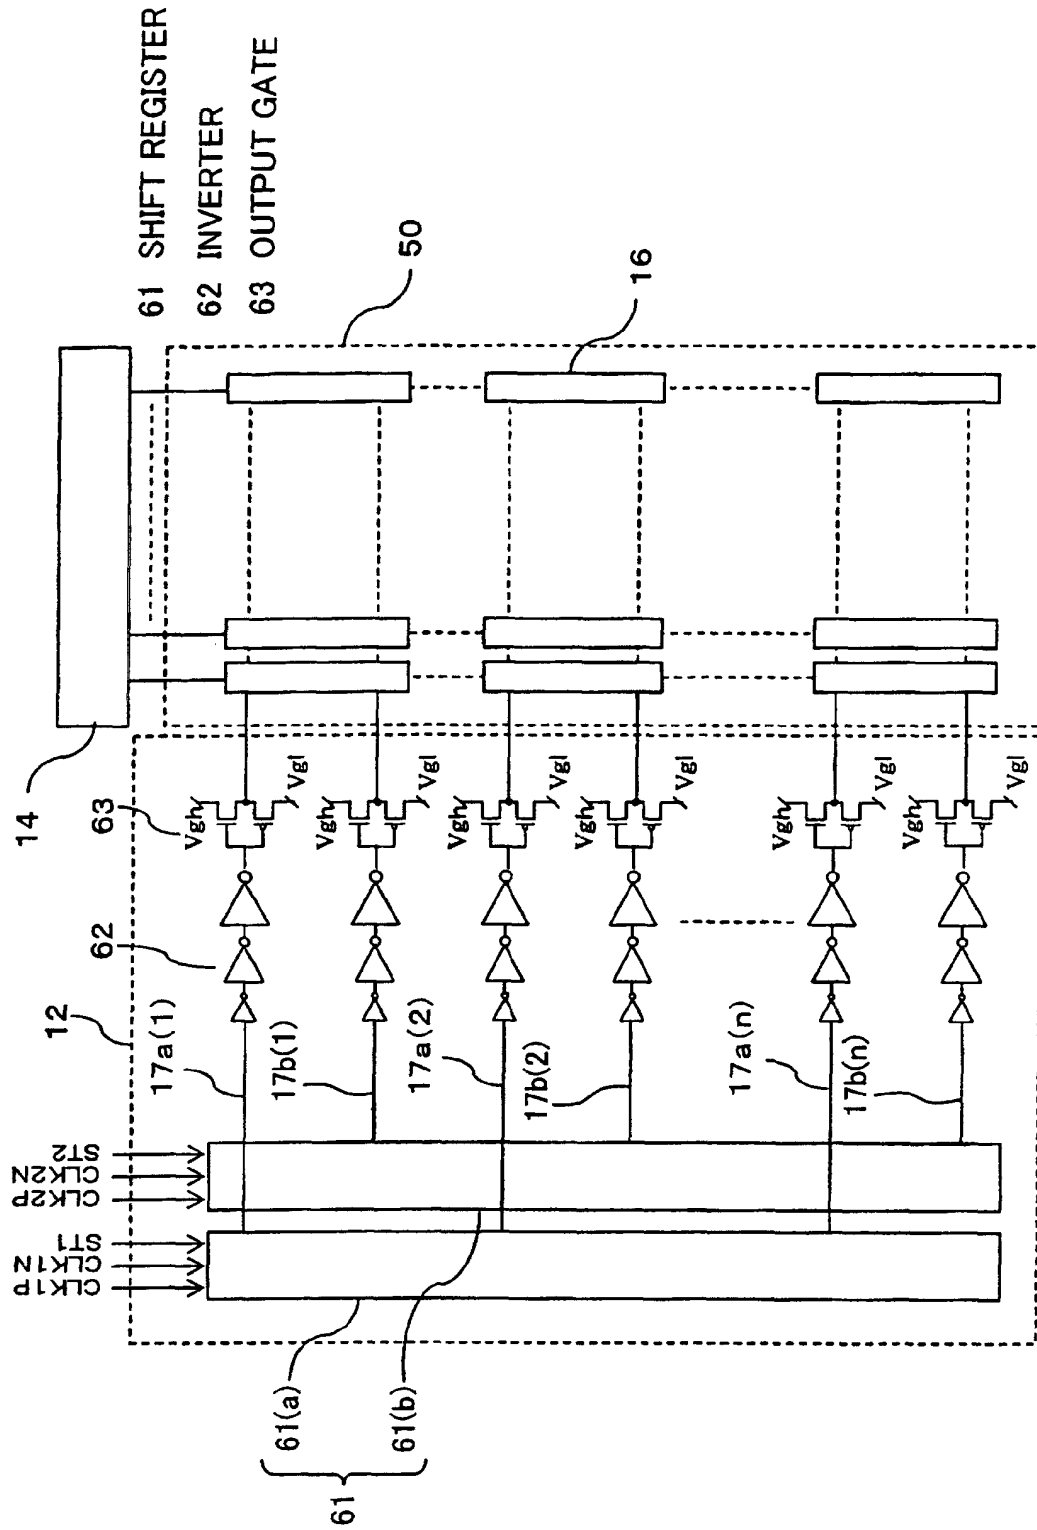 61 SHIFT REGISTER
62 INVERTER
63 OUTPUT GATE
14
50
16
63
Vgh
Vgl
Vgh
Vgl
Vgh
Vgl
Vgh
Vgl
Vgh
Vgl
Vgh
Vgl
62
12
17a(1)
17b(1)
17a(2)
17b(2)
17a(n)
17b(n)
ST2
CLK2N
CLK2P
ST1
CLK1N
CLK1P
61(a)
61(b)
61